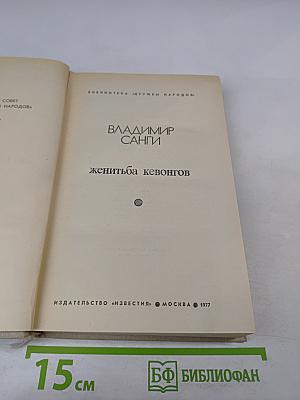 СОВЕТ
НАРОДОВ»
БИБЛИОТЕКА «ДРУЖБЫ НАРОДОВ»
ВЛАДИМИР
САНГИ
женитьба кевонгов
ИЗДАТЕЛЬСТВО «ИЗВЕСТИЯ» ● МОСКВА ● 1977
15 см
БФ БИБЛИОФАН